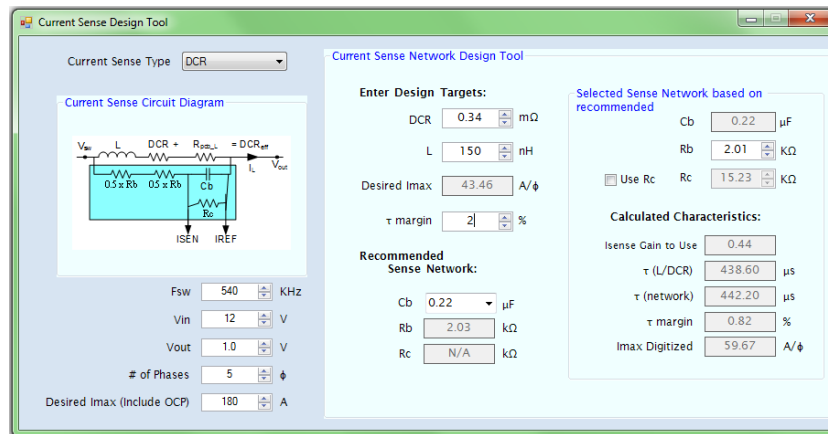 Current Sense Design Tool
Current Sense Type DCR
Current Sense Circuit Diagram
L DCR + Rpcb_L = DCReff
Vsw Vout
IL
0.5 x Rb 0.5 x Rb Cb
Rc
ISEN IREF
Fsw 540 KHz
Vin 12 V
Vout 1.0 V
# of Phases 5 ϕ
Desired Imax (Include OCP) 180 A
Current Sense Network Design Tool
Enter Design Targets:
DCR 0.34 mΩ
L 150 nH
Desired Imax 43.46 A/ϕ
τ margin 2 %
Recommended
Sense Network:
Cb 0.22 μF
Rb 2.03 kΩ
Rc N/A kΩ
Selected Sense Network based on
recommended
Cb 0.22 μF
Rb 2.01 KΩ
Use Rc Rc 15.23 KΩ
Calculated Characteristics:
Isense Gain to Use 0.44
τ (L/DCR) 438.60 μs
τ (network) 442.20 μs
τ margin 0.82 %
Imax Digitized 59.67 A/ϕ